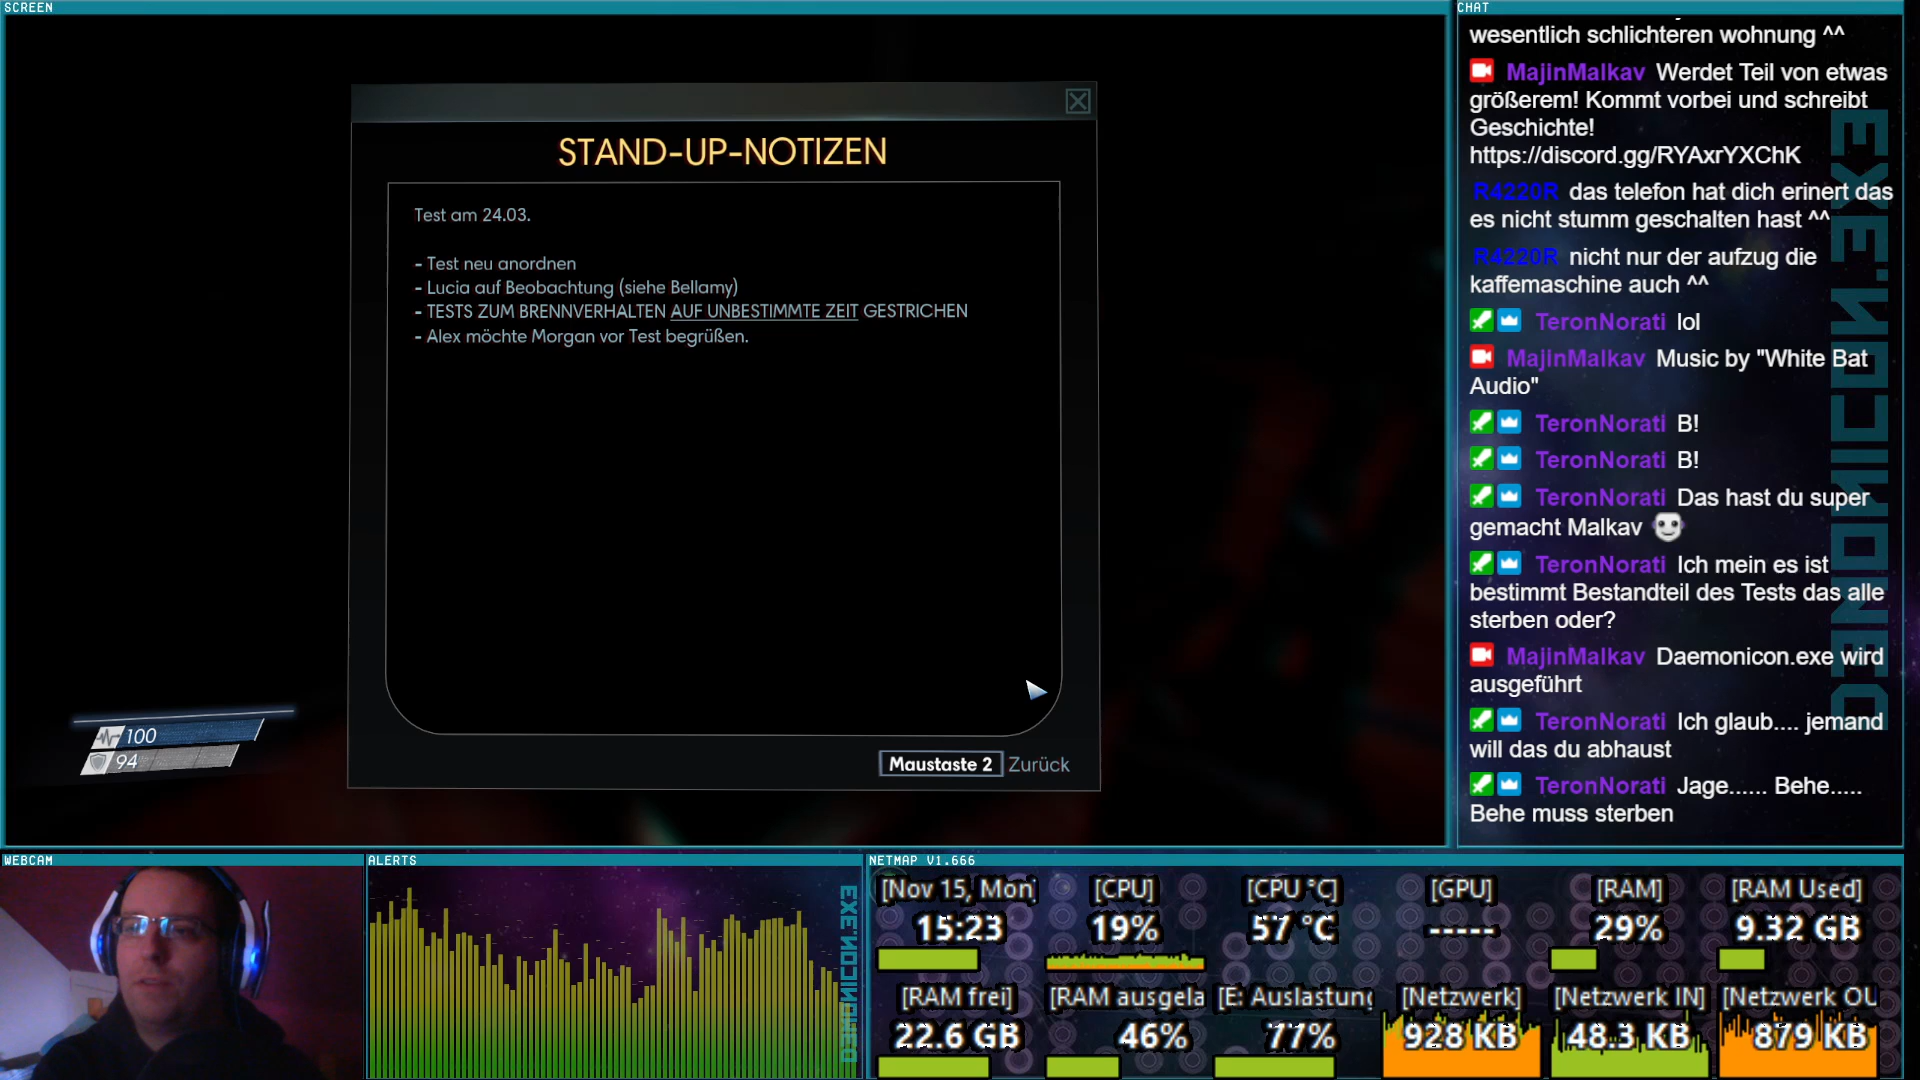 SCREEN
STAND-UP-NOTIZEN
Test am 24.03.
- Test neu anordnen
- Lucia auf Beobachtung (siehe Bellamy)
- TESTS ZUM BRENNVERHALTEN AUF UNBESTIMMTE ZEIT GESTRICHEN
- Alex möchte Morgan vor Test begrüßen.
Maustaste 2 Zurück
100
94
CHAT
wesentlich schlichteren wohnung ^^
MajinMalkav Werdet Teil von etwas
größerem! Kommt vorbei und schreibt
Geschichte!
https://discord.gg/RYAxrYXChK
R4220R das telefon hat dich erinert das
es nicht stumm geschalten hast ^^
R4220R nicht nur der aufzug die
kaffemaschine auch ^^
TeronNorati lol
MajinMalkav Music by "White Bat
Audio"
TeronNorati B!
TeronNorati B!
TeronNorati Das hast du super
gemacht Malkav
TeronNorati Ich mein es ist
bestimmt Bestandteil des Tests das alle
sterben oder?
MajinMalkav Daemonicon.exe wird
ausgeführt
TeronNorati Ich glaub.... jemand
will das du abhaust
TeronNorati Jage...... Behe.....
Behe muss sterben
WEBCAM
ALERTS
NETMAP V1.666
[Nov 15, Mon]
15:23
[CPU]
19%
[CPU °C]
57 °C
[GPU]
-----
[RAM]
29%
[RAM Used]
9.32 GB
[RAM frei]
22.6 GB
[RAM ausgela
46%
[E: Auslastung
77%
[Netzwerk]
928 KB
[Netzwerk IN]
48.3 KB
[Netzwerk OU
879 KB